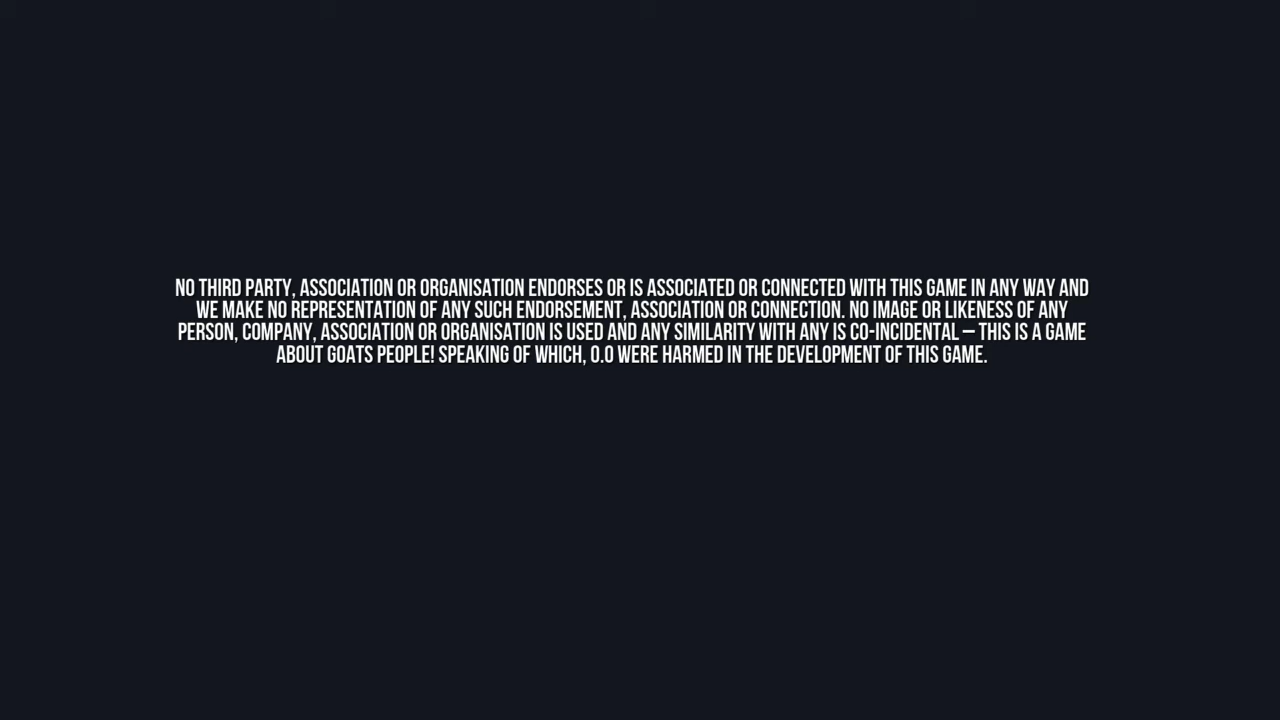 NO THIRD PARTY, ASSOCIATION OR ORGANISATION ENDORSES OR IS ASSOCIATED OR CONNECTED WITH THIS GAME IN ANY WAY AND
WE MAKE NO REPRESENTATION OF ANY SUCH ENDORSEMENT, ASSOCIATION OR CONNECTION. NO IMAGE OR LIKENESS OF ANY
PERSON, COMPANY, ASSOCIATION OR ORGANISATION IS USED AND ANY SIMILARITY WITH ANY IS CO-INCIDENTAL – THIS IS A GAME
ABOUT GOATS PEOPLE! SPEAKING OF WHICH, 0.0 WERE HARMED IN THE DEVELOPMENT OF THIS GAME.